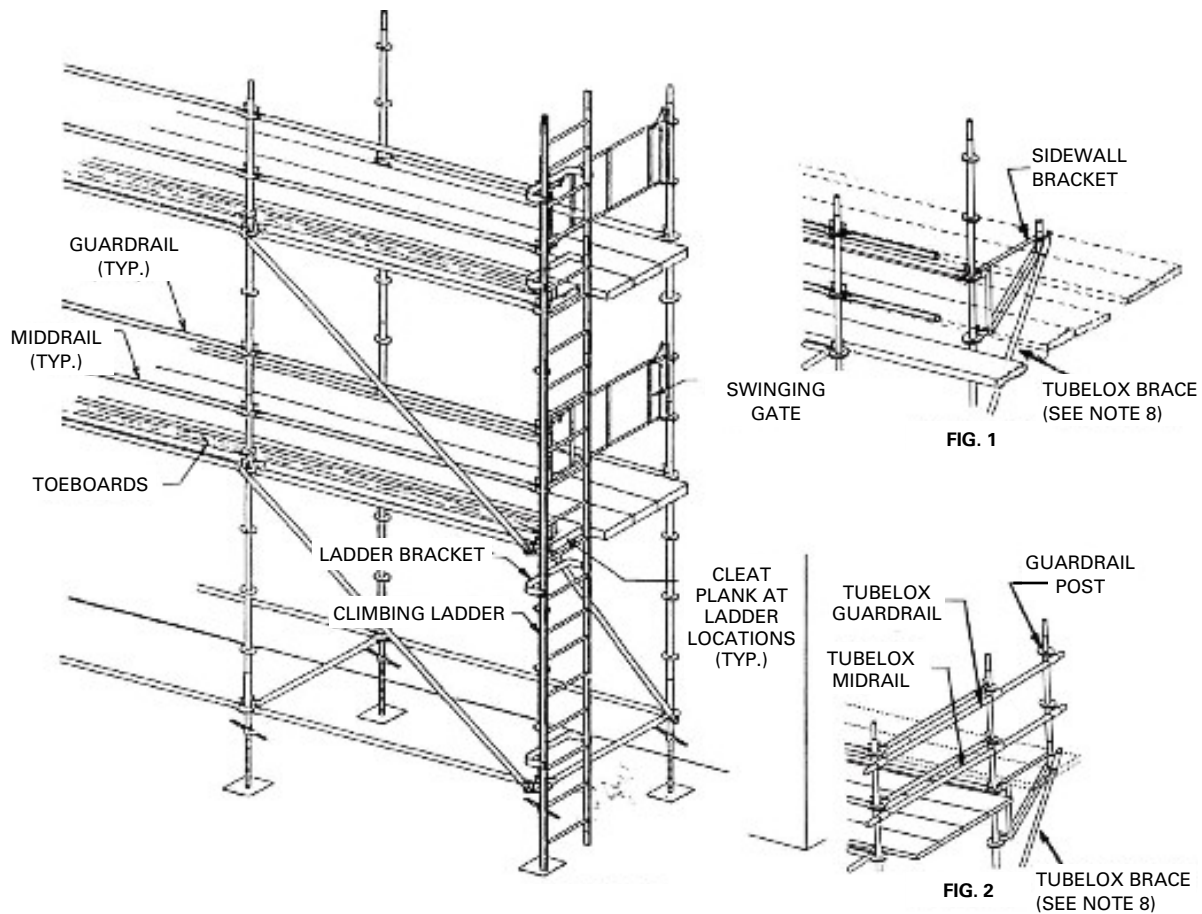 GUARDRAIL
(TYP.)
MIDDRAIL
(TYP.)
TOEBOARDS
LADDER BRACKET
CLIMBING LADDER
SWINGING
GATE
CLEAT
PLANK AT
LADDER
LOCATIONS
(TYP.)
SIDEWALL
BRACKET
TUBELOX BRACE
(SEE NOTE 8)
FIG. 1
GUARDRAIL
POST
TUBELOX
GUARDRAIL
TUBELOX
MIDRAIL
TUBELOX BRACE
(SEE NOTE 8)
FIG. 2